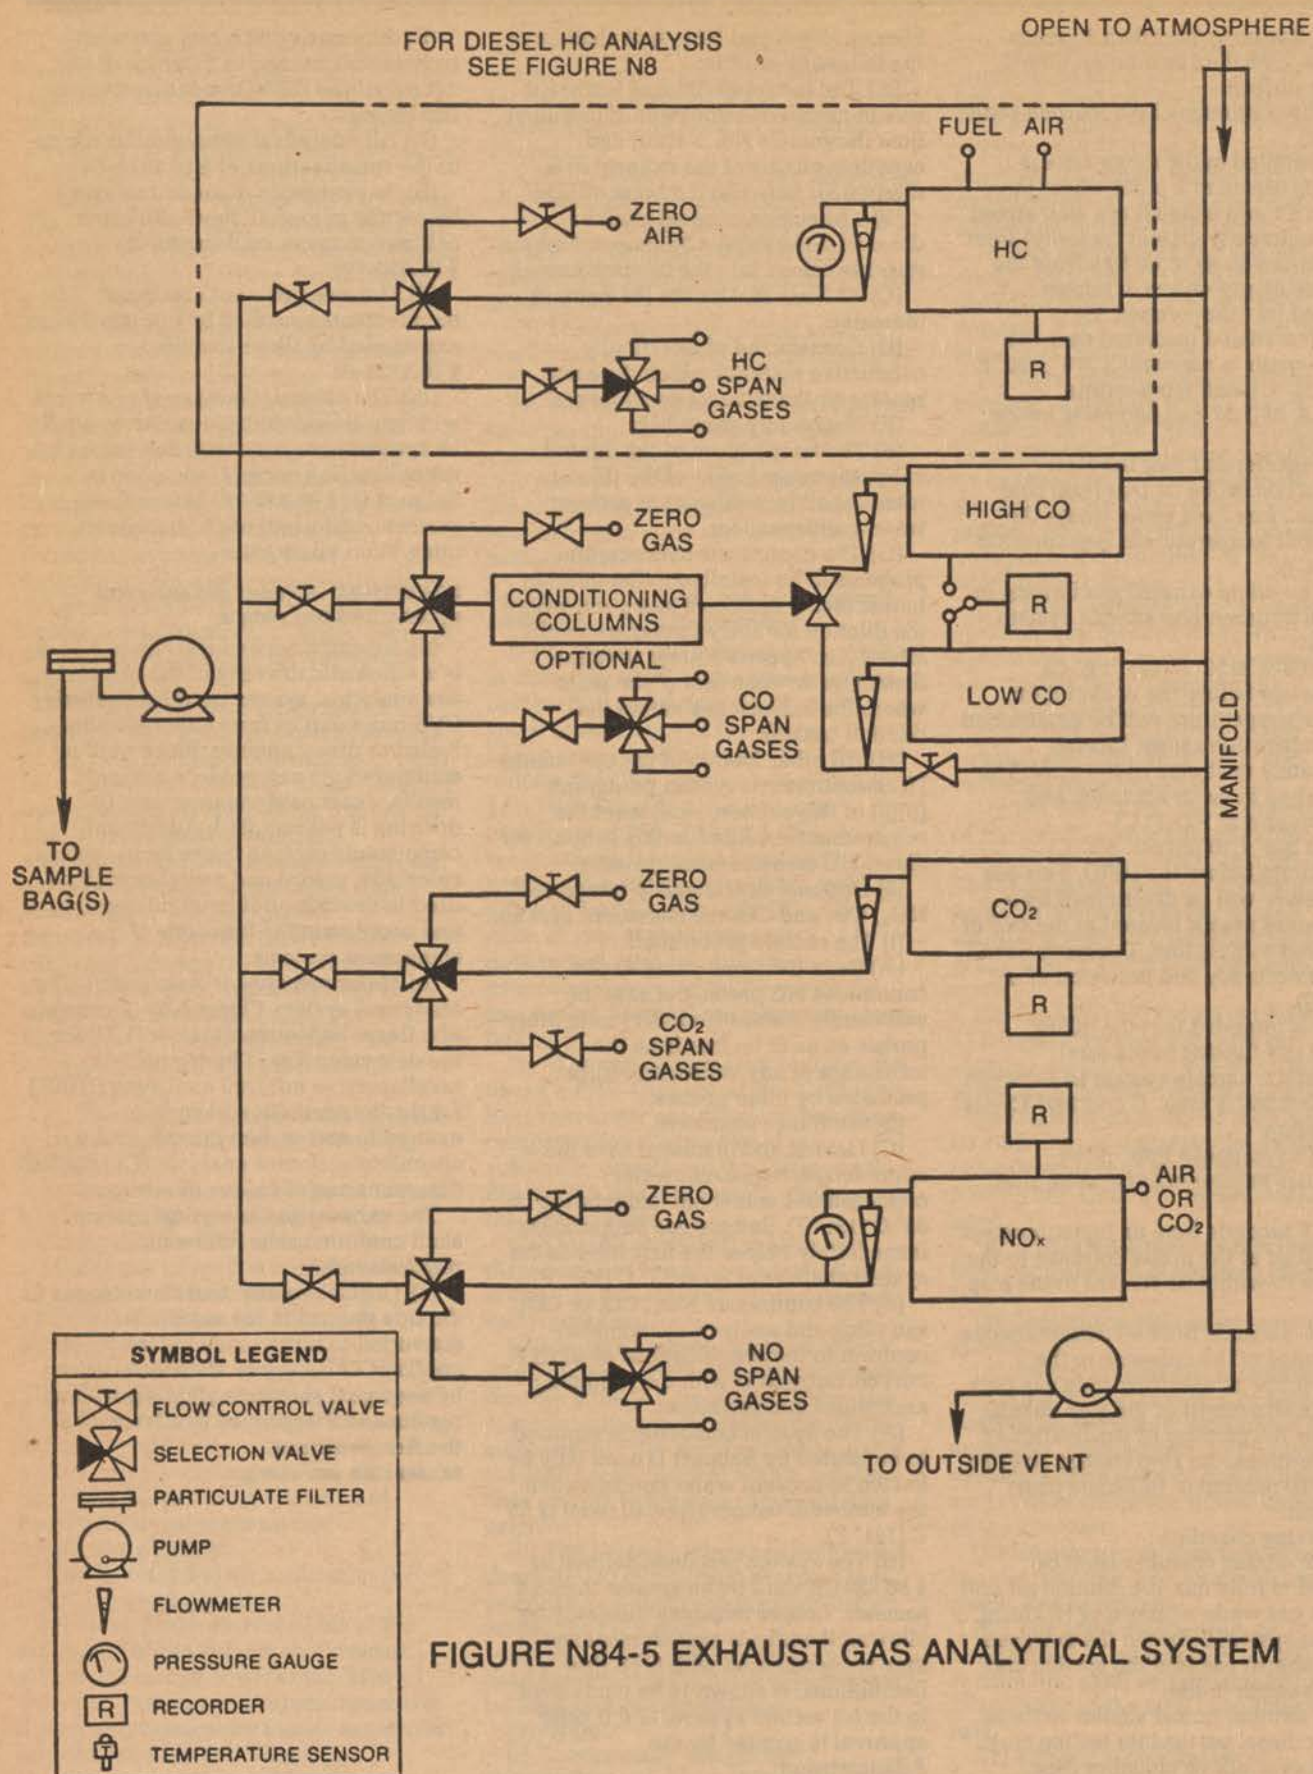 OPEN TO ATMOSPHERE
FOR DIESEL HC ANALYSIS
SEE FIGURE N8
FUEL AIR
ZERO
AIR
HC
R
HC
SPAN
GASES
HIGH CO
ZERO
GAS
CONDITIONING
COLUMNS
OPTIONAL
R
CO
SPAN
GASES
LOW CO
MANIFOLD
TO
SAMPLE
BAG(S)
ZERO
GAS
CO₂
R
CO₂
SPAN
GASES
R
ZERO
GAS
NOₓ
AIR
OR
CO₂
NO
SPAN
GASES
TO OUTSIDE VENT
SYMBOL LEGEND
FLOW CONTROL VALVE
SELECTION VALVE
PARTICULATE FILTER
PUMP
FLOWMETER
PRESSURE GAUGE
R RECORDER
T TEMPERATURE SENSOR
FIGURE N84-5 EXHAUST GAS ANALYTICAL SYSTEM